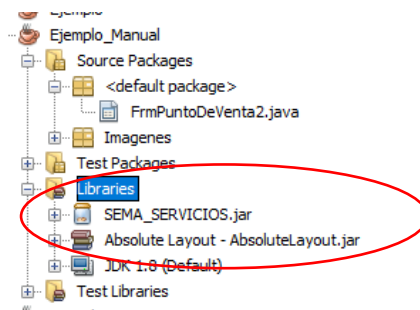 Ejemplo
Ejemplo_Manual
Source Packages
<default package>
FrmPuntoDeVenta2.java
Imagenes
Test Packages
Libraries
SEMA_SERVICIOS.jar
Absolute Layout - AbsoluteLayout.jar
JDK 1.8 (Default)
Test Libraries